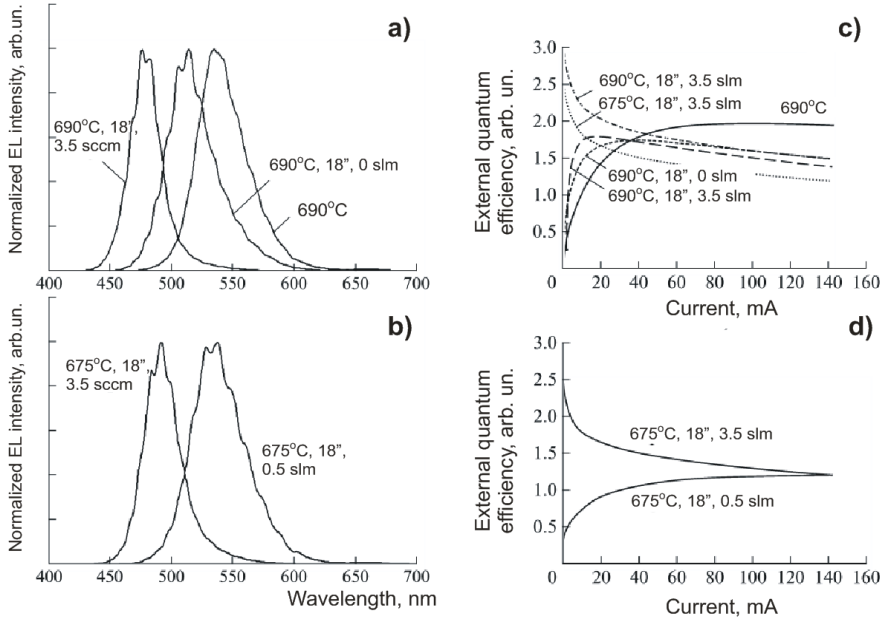 a)
Normalized EL intensity, arb.un.
690°C, 18”,
3.5 sccm
690°C, 18”, 0 slm
690°C
400 450 500 550 600 650 700
b)
Normalized EL intensity, arb.un.
675°C, 18”,
3.5 sccm
675°C, 18”,
0.5 slm
400 450 500 550 600 650 700
Wavelength, nm
c)
External quantum
efficiency, arb. un.
3.0
2.5
2.0
1.5
1.0
0.5
690°C, 18”, 3.5 slm
675°C, 18”, 3.5 slm
690°C
690°C, 18”, 0 slm
690°C, 18”, 3.5 slm
0 20 40 60 80 100 120 140 160
Current, mA
d)
External quantum
efficiency, arb. un.
3.0
2.5
2.0
1.5
1.0
0.5
675°C, 18”, 3.5 slm
675°C, 18”, 0.5 slm
0 20 40 60 80 100 120 140 160
Current, mA